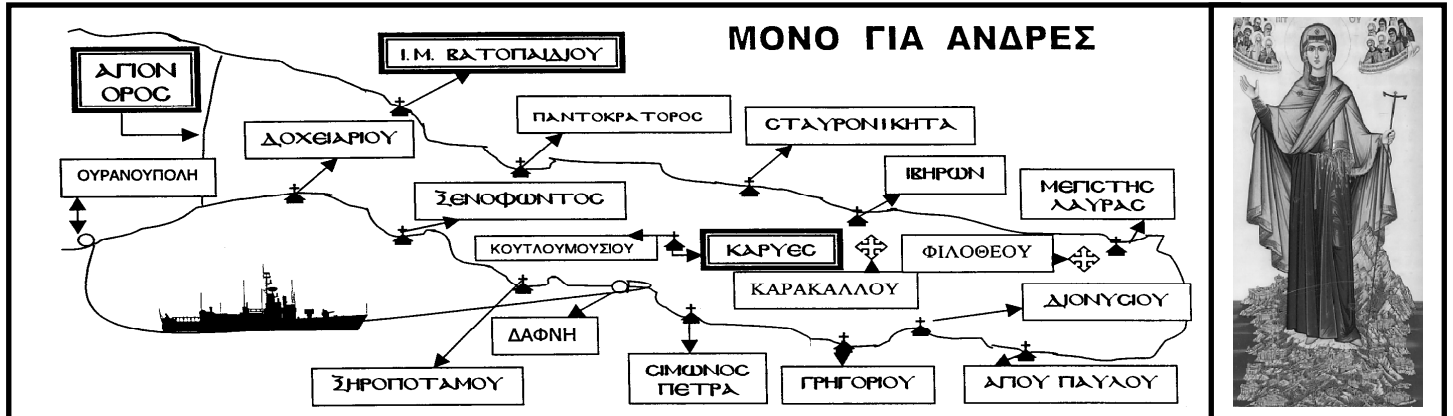 ΜΟΝΟ ΓΙΑ ΑΝΔΡΕΣ
ΑΓΙΟΝ
ΟΡΟΣ
Ι.Μ. ΒΑΤΟΠΑΙΔΙΟΥ
ΠΑΝΤΟΚΡΑΤΟΡΟΣ
ΣΤΑΥΡΟΝΙΚΗΤΑ
ΔΟΧΕΙΑΡΙΟΥ
ΟΥΡΑΝΟΥΠΟΛΗ
ΙΒΗΡΩΝ
ΜΕΓΙΣΤΗΣ
ΛΑΥΡΑΣ
ΞΕΝΟΦΩΝΤΟΣ
ΚΟΥΤΛΟΥΜΟΥΣΙΟΥ
ΚΑΡΥΕΣ
ΦΙΛΟΘΕΟΥ
ΚΑΡΑΚΑΛΛΟΥ
ΔΙΟΝΥΣΙΟΥ
ΔΑΦΝΗ
ΞΗΡΟΠΟΤΑΜΟΥ
ΣΙΜΩΝΟΣ
ΠΕΤΡΑ
ΓΡΗΓΟΡΙΟΥ
ΑΓΙΟΥ ΠΑΥΛΟΥ